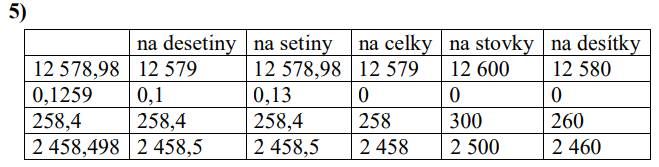 5)
na desetiny na setiny na celky na stovky na desítky
12 578,98 12 579 12 578,98 12 579 12 600 12 580
0,1259 0,1 0,13 0 0 0
258,4 258,4 258,4 258 300 260
2 458,498 2 458,5 2 458,5 2 458 2 500 2 460